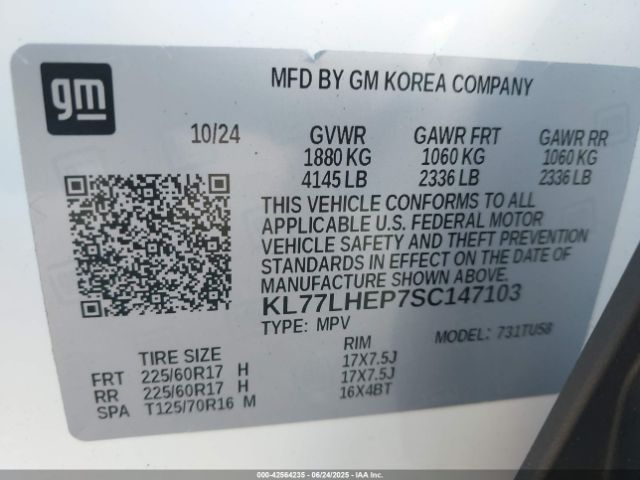 gm
MFD BY GM KOREA COMPANY
10/24 GVWR GAWR FRT GAWR RR
1880 KG 1060 KG 1060 KG
4145 LB 2336 LB 2336 LB
THIS VEHICLE CONFORMS TO ALL
APPLICABLE U.S. FEDERAL MOTOR
VEHICLE SAFETY AND THEFT PREVENTION
STANDARDS IN EFFECT ON THE DATE OF
MANUFACTURE SHOWN ABOVE.
KL77LHEP7SC147103
TYPE: MPV MODEL: 731TU58
TIRE SIZE RIM
FRT 225/60R17 H 17X7.5J
RR 225/60R17 H 17X7.5J
SPA T125/70R16 M 16X4BT
000-42564235 - 06/24/2025 - IAAI.COM